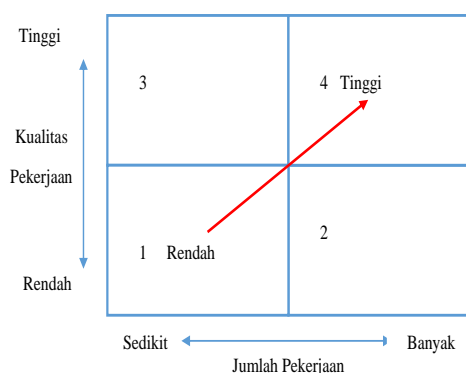 Tinggi
3
4 Tinggi
Kualitas
Pekerjaan
1 Rendah
2
Rendah
Sedikit
Banyak
Jumlah Pekerjaan